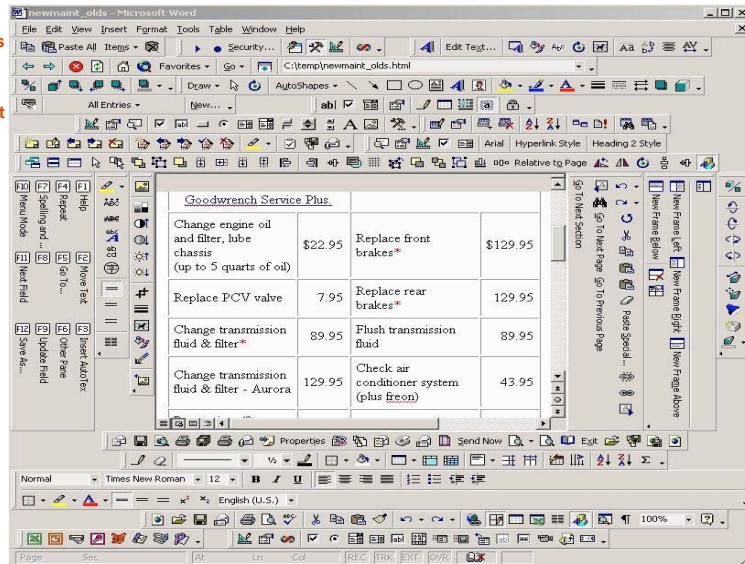 newmaint_olds - Microsoft Word
File Edit View Insert Format Tools Table Window Help
Paste All Items Security... Edit Text... Aa
Favorites Go C:\temp\newmaint_olds.html
Draw AutoShapes
All Entries New... ab|
Arial Hyperlink Style Heading 2 Style
Relative to Page
F10 F7 F4 F1
Menu Mode
Spelling and ...
Repeat
Help
F11 F8 F5 F2
Next Field
Go To...
Move Text
F12 F9 F6 F3
Save As...
Update Field
Other Pane
Insert AutoTex
Goodwrench Service Plus.
Change engine oil
and filter, lube
chassis
(up to 5 quarts of oil)
$22.95
Replace front
brakes*
$129.95
Replace PCV valve
7.95
Replace rear
brakes*
129.95
Change transmission
fluid & filter*
89.95
Flush transmission
fluid
89.95
Change transmission
fluid & filter - Aurora
129.95
Check air
conditioner system
(plus freon)
43.95
Go To Next Section
Go To Next Page
Go To Previous Page
Paste Special...
New Frame Below
New Frame Left
New Frame Right
New Frame Above
Properties Send Now Exit
½
Normal Times New Roman 12 B I U
A x² x₂ English (U.S.)
100%
Page Sec At Ln Col REC TRK EXT OVR
s
t